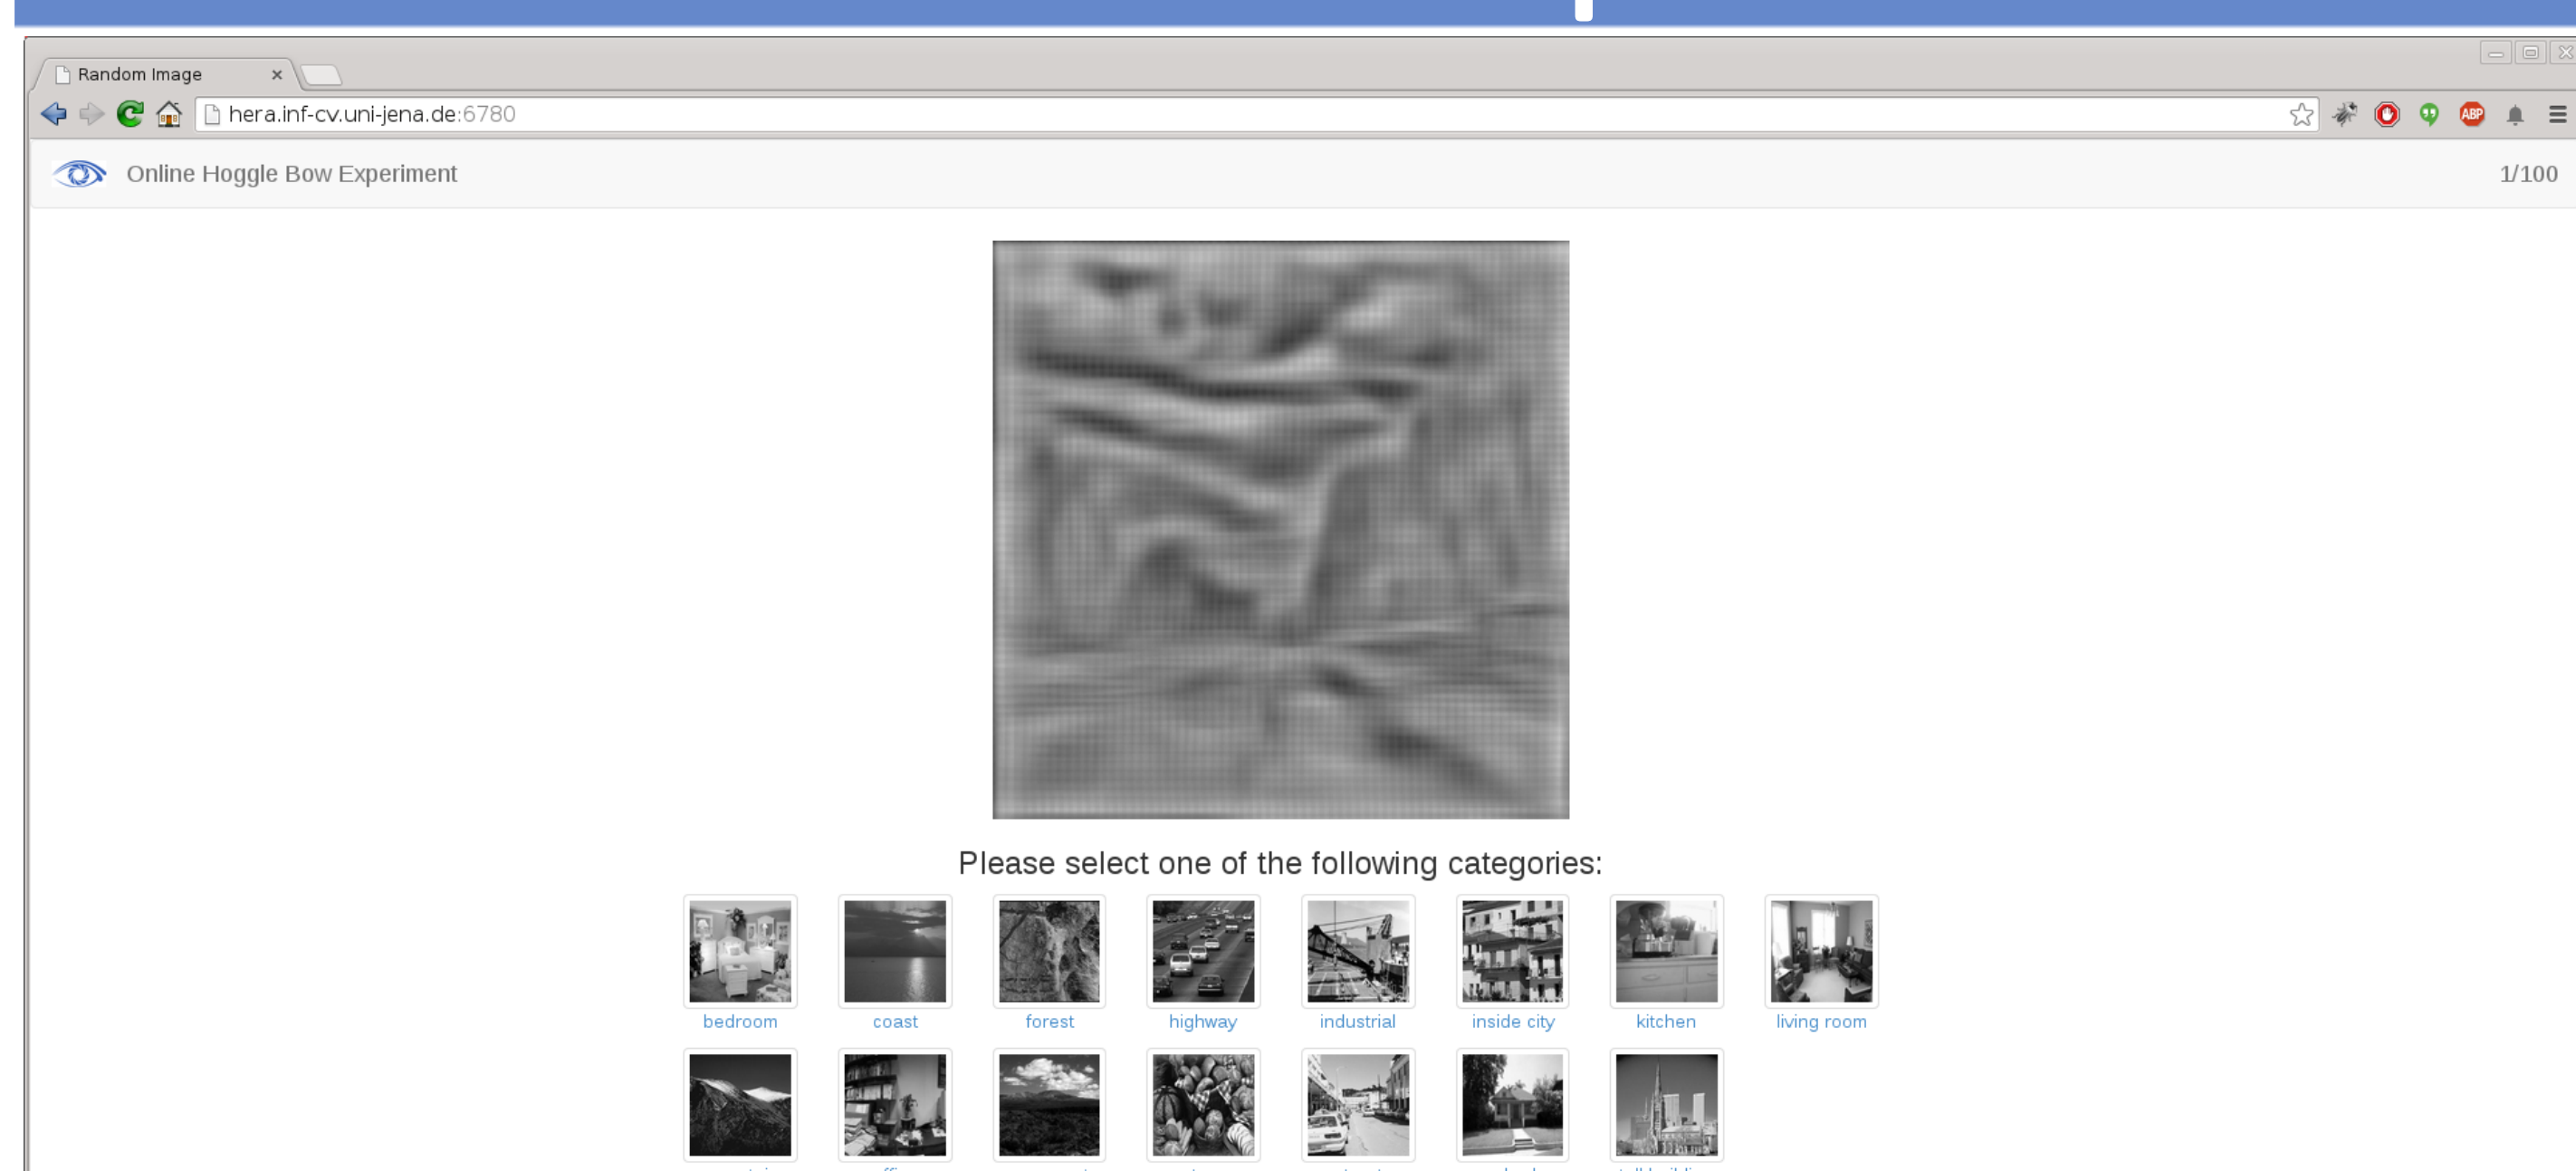 Random Image
hera.inf-cv.uni-jena.de:6780
ABP
Online Hoggle Bow Experiment
1/100
Please select one of the following categories:
bedroom coast forest highway industrial inside city kitchen living room